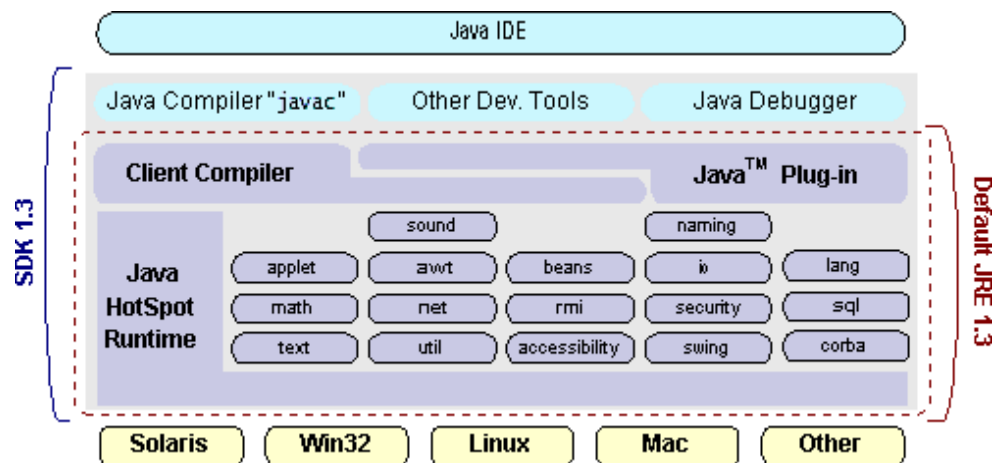 Java IDE
Java Compiler "javac"
Other Dev. Tools
Java Debugger
Client Compiler
Java™ Plug-in
SDK 1.3
Default JRE 1.3
Java
HotSpot
Runtime
sound
naming
applet
awt
beans
io
lang
math
net
rmi
security
sql
text
util
accessibility
swing
corba
Solaris
Win32
Linux
Mac
Other